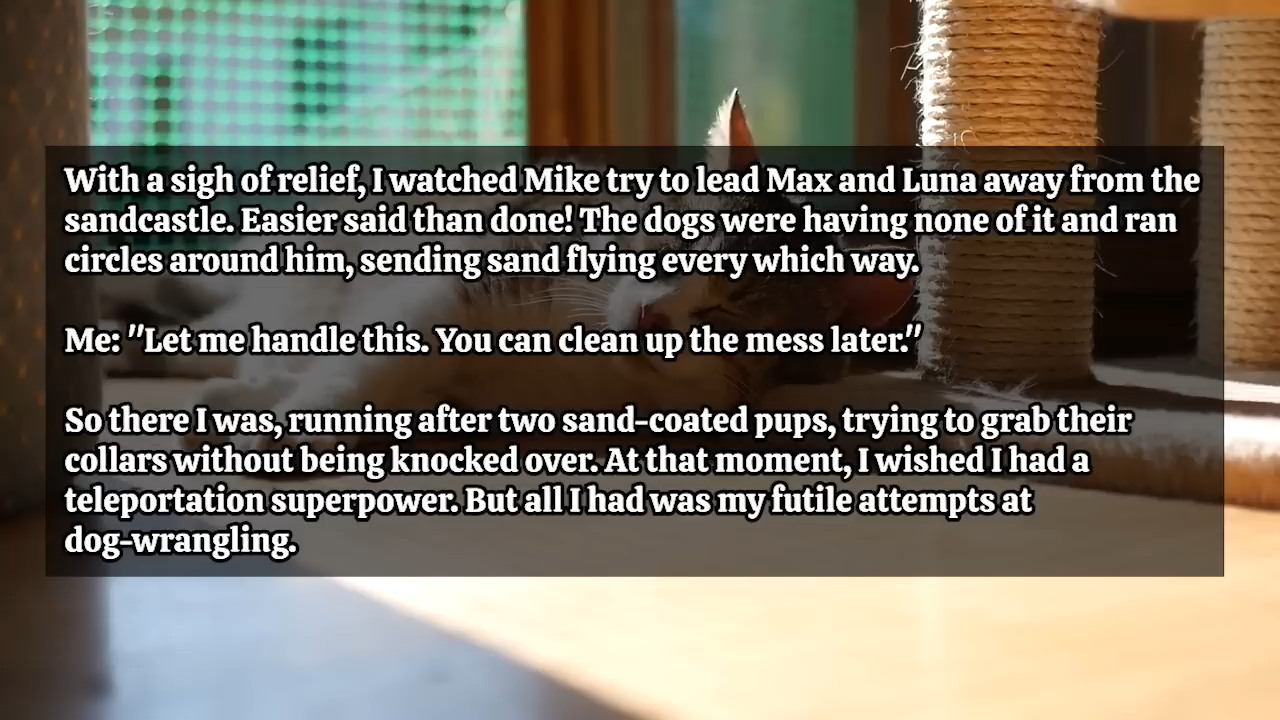 With a sigh of relief, I watched Mike try to lead Max and Luna away from the
sandcastle. Easier said than done! The dogs were having none of it and ran
circles around him, sending sand flying every which way.
Me: "Let me handle this. You can clean up the mess later."
So there I was, running after two sand-coated pups, trying to grab their
collars without being knocked over. At that moment, I wished I had a
teleportation superpower. But all I had was my futile attempts at
dog-wrangling.